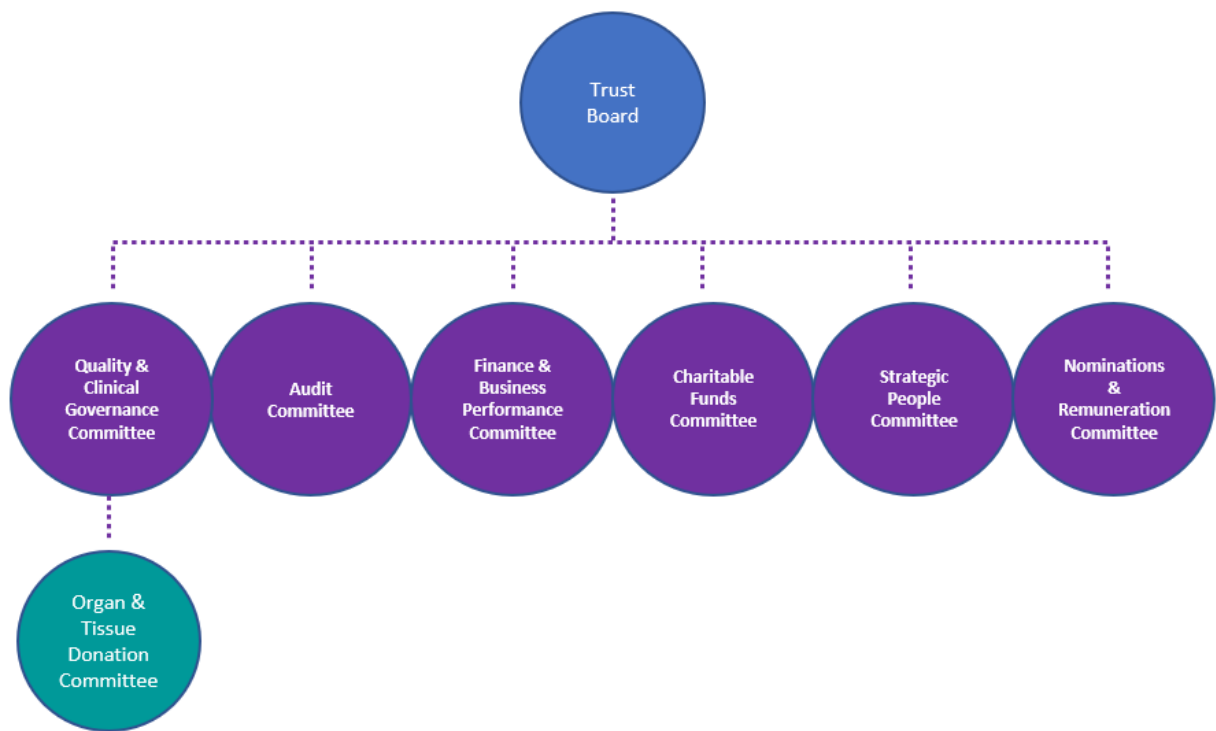 Trust
Board
Quality &
Clinical
Governance
Committee
Audit
Committee
Finance &
Business
Performance
Committee
Charitable
Funds
Committee
Strategic
People
Committee
Nominations
&
Remuneration
Committee
Organ &
Tissue
Donation
Committee